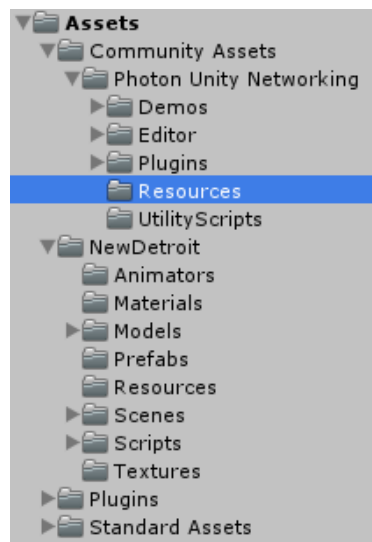 Assets
Community Assets
Photon Unity Networking
Demos
Editor
Plugins
Resources
UtilityScripts
NewDetroit
Animators
Materials
Models
Prefabs
Resources
Scenes
Scripts
Textures
Plugins
Standard Assets